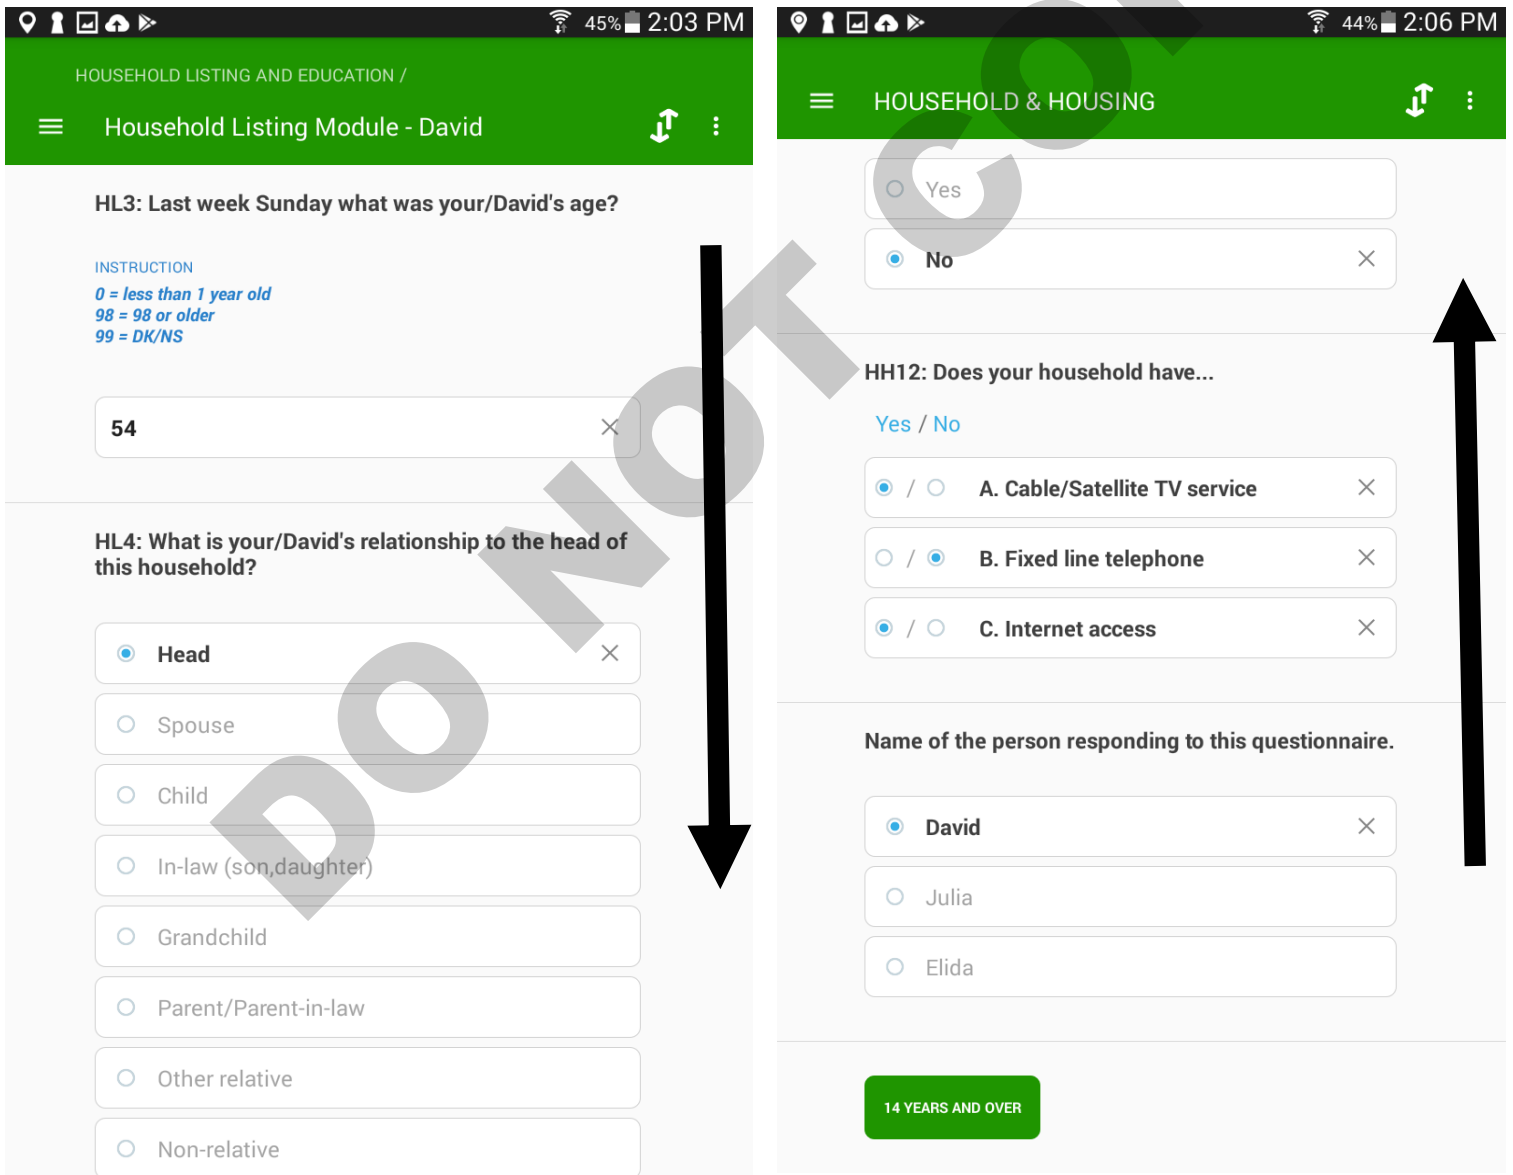 45% 2:03 PM
HOUSEHOLD LISTING AND EDUCATION /
Household Listing Module - David
HL3: Last week Sunday what was your/David's age?
INSTRUCTION
0 = less than 1 year old
98 = 98 or older
99 = DK/NS
54
HL4: What is your/David's relationship to the head of
this household?
Head
Spouse
Child
In-law (son,daughter)
Grandchild
Parent/Parent-in-law
Other relative
Non-relative
44% 2:06 PM
HOUSEHOLD & HOUSING
Yes
No
HH12: Does your household have...
Yes / No
/ A. Cable/Satellite TV service
/ B. Fixed line telephone
/ C. Internet access
Name of the person responding to this questionnaire.
David
Julia
Elida
14 YEARS AND OVER
DO NOT CO